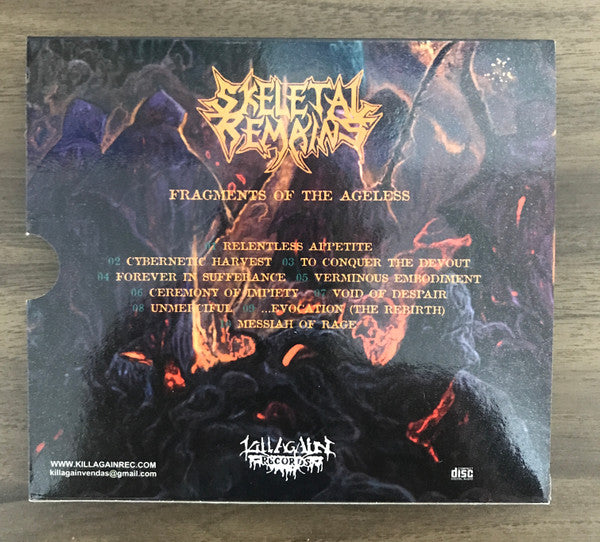 SKELETAL
REMAINS
FRAGMENTS OF THE AGELESS
RELENTLESS APPETITE
02 CYBERNETIC HARVEST 03 TO CONQUER THE DEVOUT
04 FOREVER IN SUFFERANCE 05 VERMINOUS EMBODIMENT
06 CEREMONY OF IMPIETY 07 VOID OF DESPAIR
08 UNMERCIFUL 09 ...EVOCATION (THE REBIRTH)
MESSIAH OF RAGE
KILLAGAIN
RECORDS
WWW.KILLAGAINREC.COM
killagainvendas@gmail.com
disc